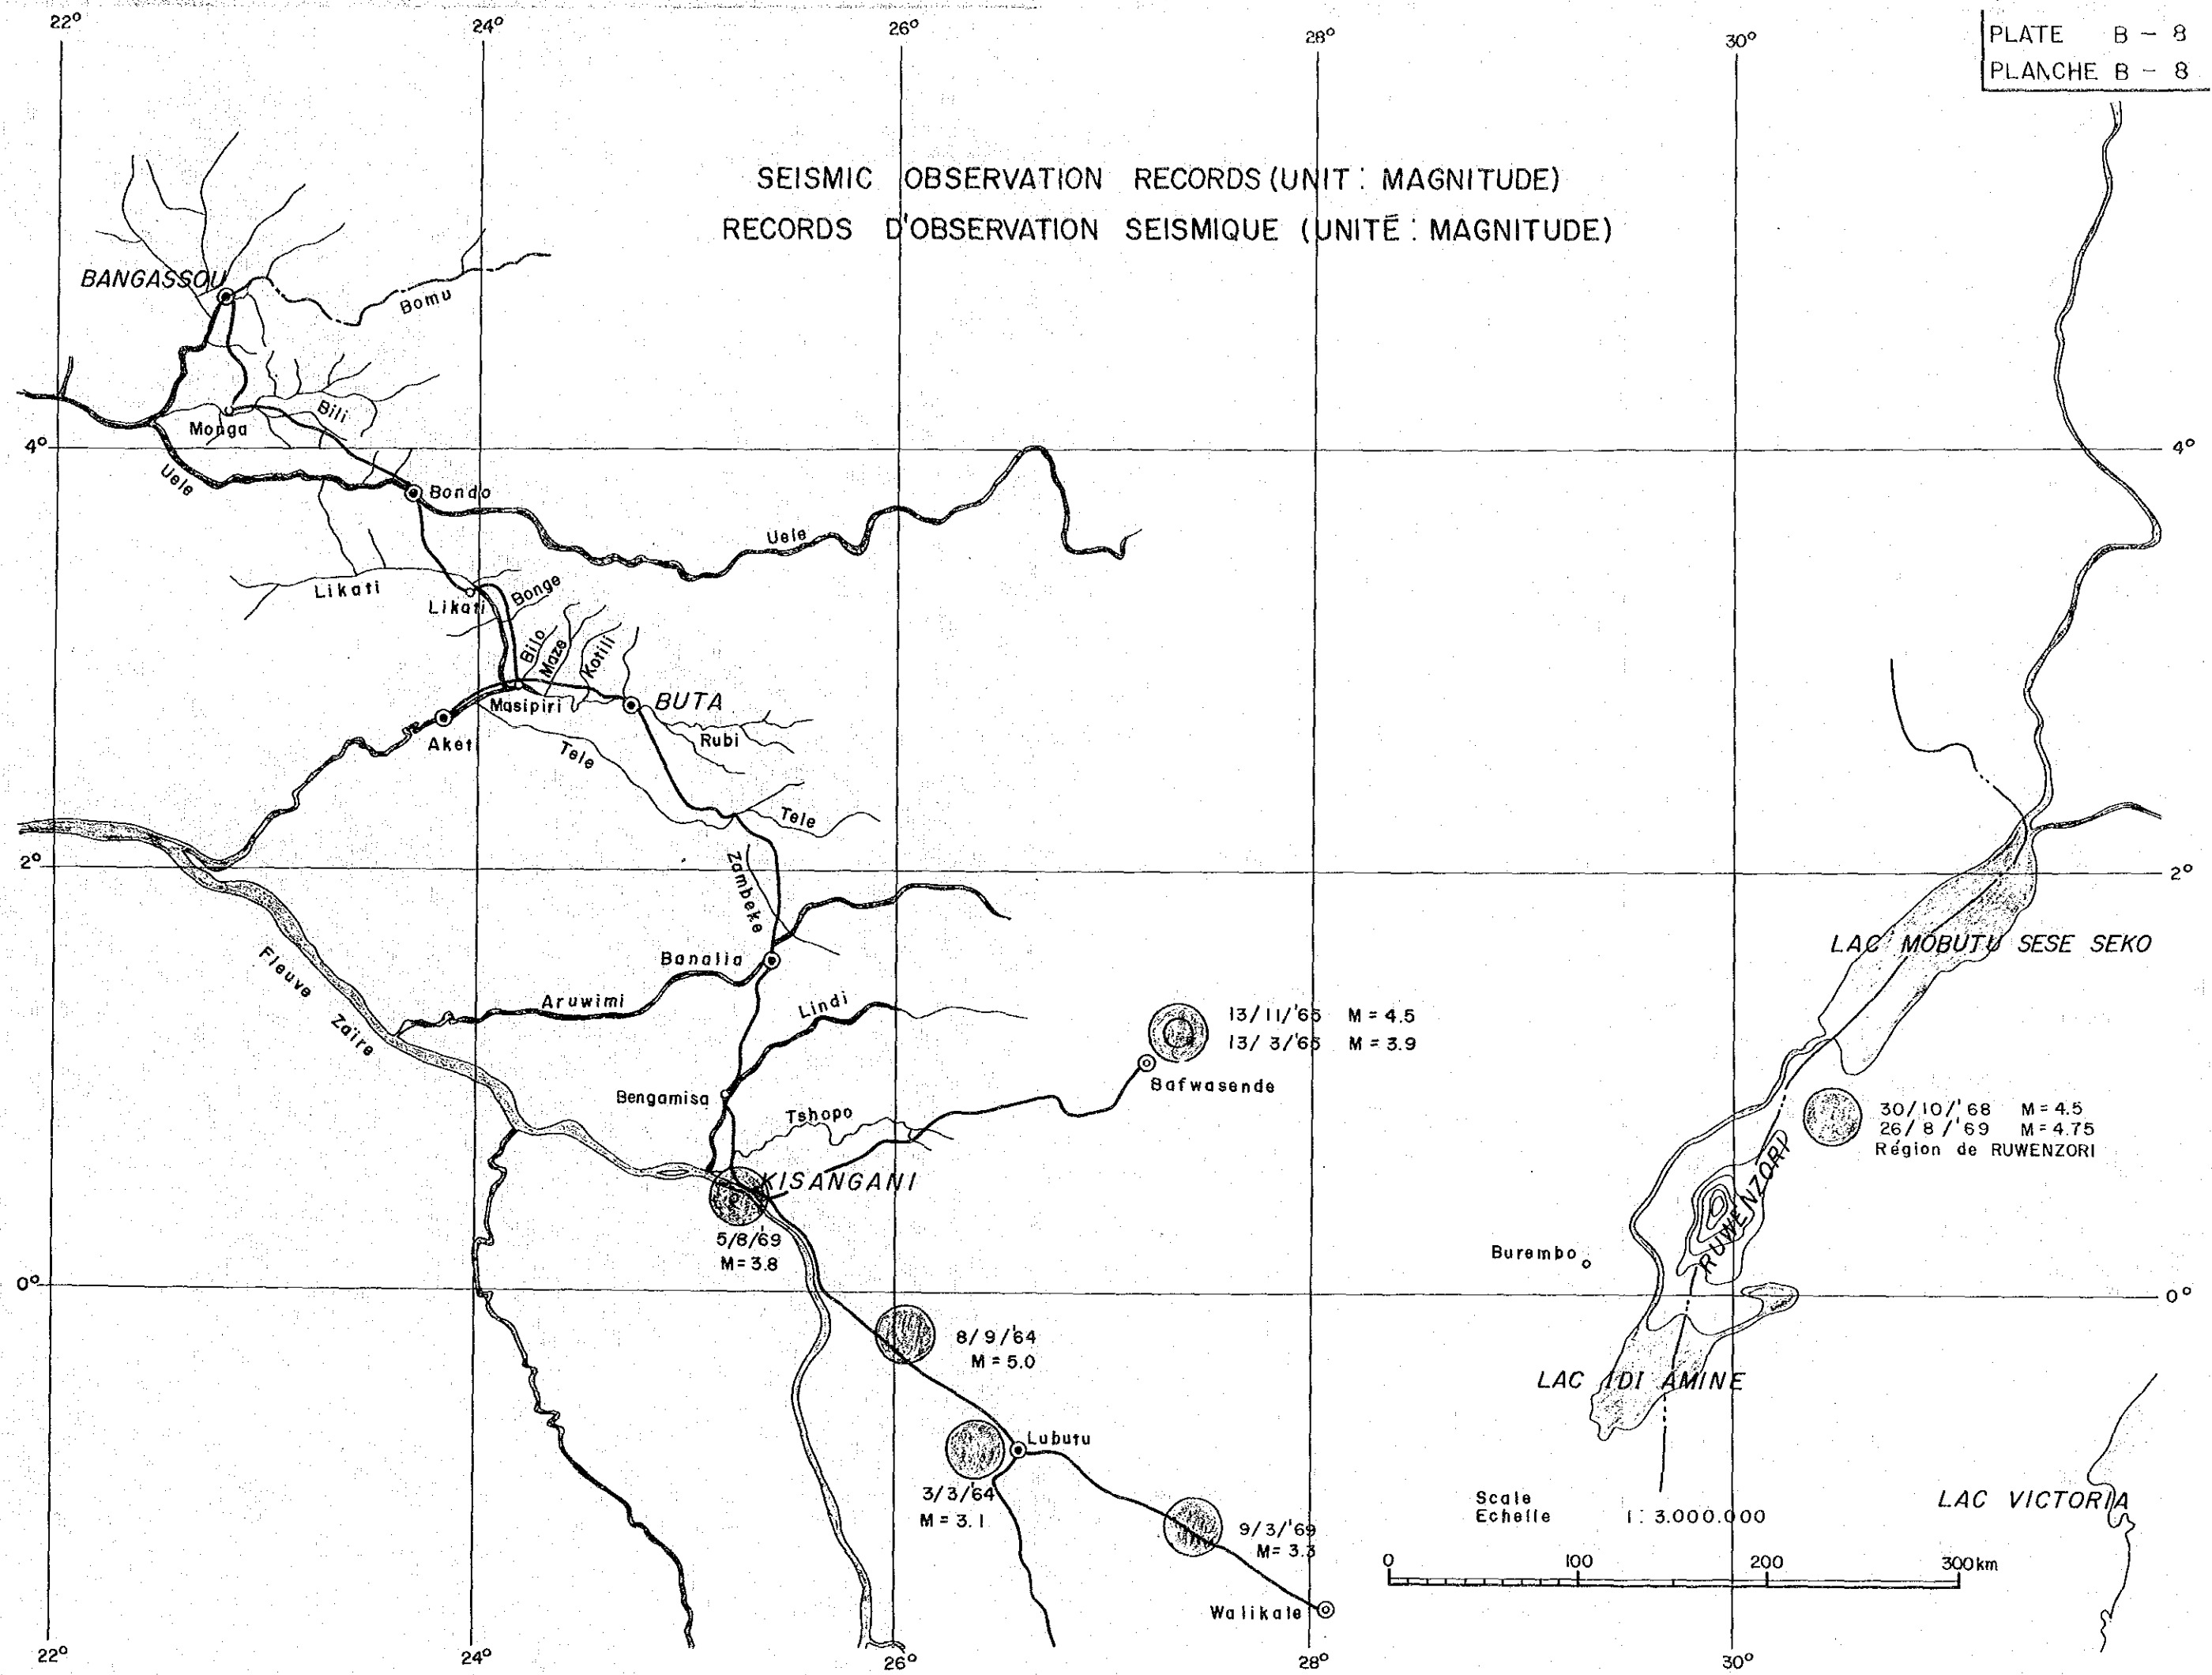 22°
24°
26°
28°
30°
PLATE B - 8
PLANCHE B - 8
SEISMIC OBSERVATION RECORDS (UNIT : MAGNITUDE)
RECORDS D'OBSERVATION SEISMIQUE (UNITÉ : MAGNITUDE)
BANGASSOU
Bomu
Bili
Monga
4°
4°
Uele
Bondo
Uele
Likati
Likati
Bonge
Bilo
Maze
Kotili
Masipiri
BUTA
Aketi
Rubi
Tele
Tele
2°
2°
Zambeke
LAC MOBUTU SESE SEKO
Fleuve Zaire
Banalia
Aruwimi
Lindi
13/11/'65 M = 4.5
13/ 3/'65 M = 3.9
Bafwasende
Bengamisa
Tshopo
30/10/'68 M = 4.5
26/ 8 /'69 M = 4.75
Région de RUWENZORI
KISANGANI
RUWENZORI
5/8/'69
M = 3.8
Burembo
0°
0°
8/ 9/'64
M = 5.0
LAC IDI AMINE
Lubutu
3/3/'64
M = 3.1
9/3/'69
M = 3.3
Scale
Echelle 1 : 3.000.000
LAC VICTORIA
0 100 200 300 km
Walikale
22°
24°
26°
28°
30°